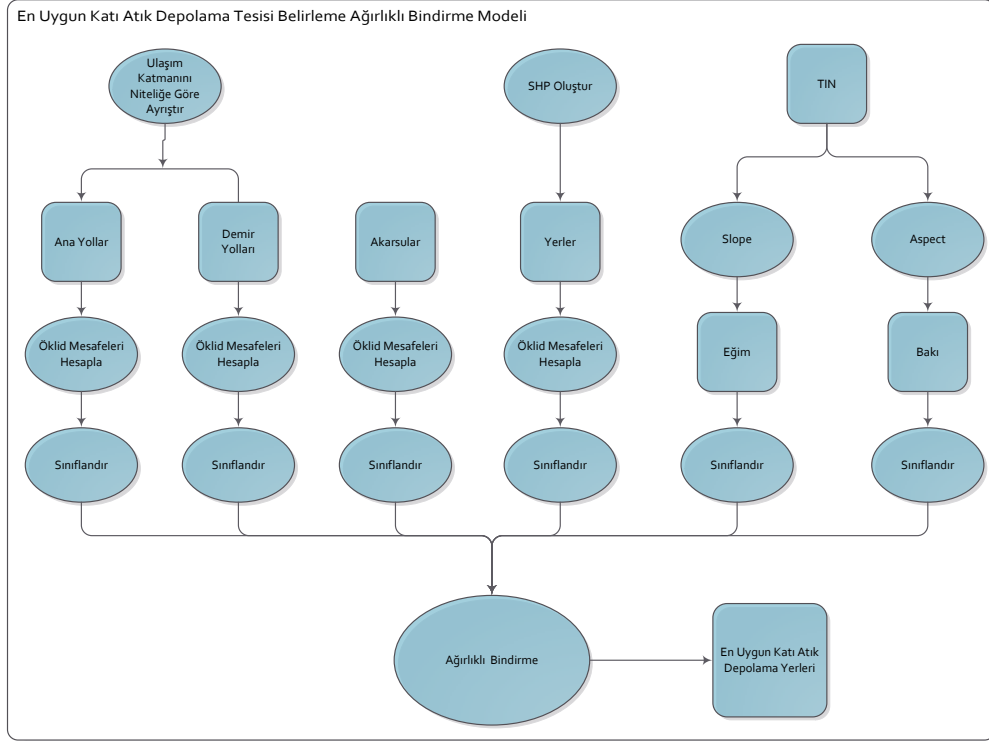 En Uygun Katı Atık Depolama Tesisi Belirleme Ağırlıklı Bindirme Modeli
Ulaşım
Katmanını
Niteliğe Göre
Ayrıştır
SHP Oluştur
TIN
Ana Yollar
Demir
Yolları
Akarsular
Yerler
Slope
Aspect
Öklid Mesafeleri
Hesapla
Öklid Mesafeleri
Hesapla
Öklid Mesafeleri
Hesapla
Öklid Mesafeleri
Hesapla
Eğim
Bakı
Sınıflandır
Sınıflandır
Sınıflandır
Sınıflandır
Sınıflandır
Sınıflandır
Ağırlıklı Bindirme
En Uygun Katı Atık
Depolama Yerleri